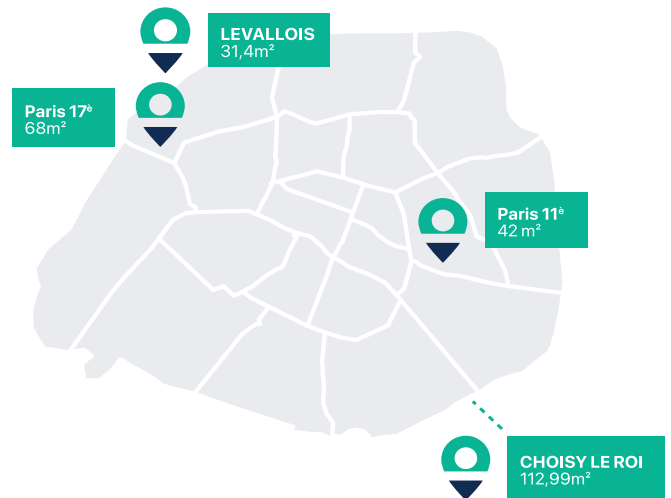 LEVALLOIS
31,4m²
Paris 17è
68m²
Paris 11è
42 m²
CHOISY LE ROI
112,99m²